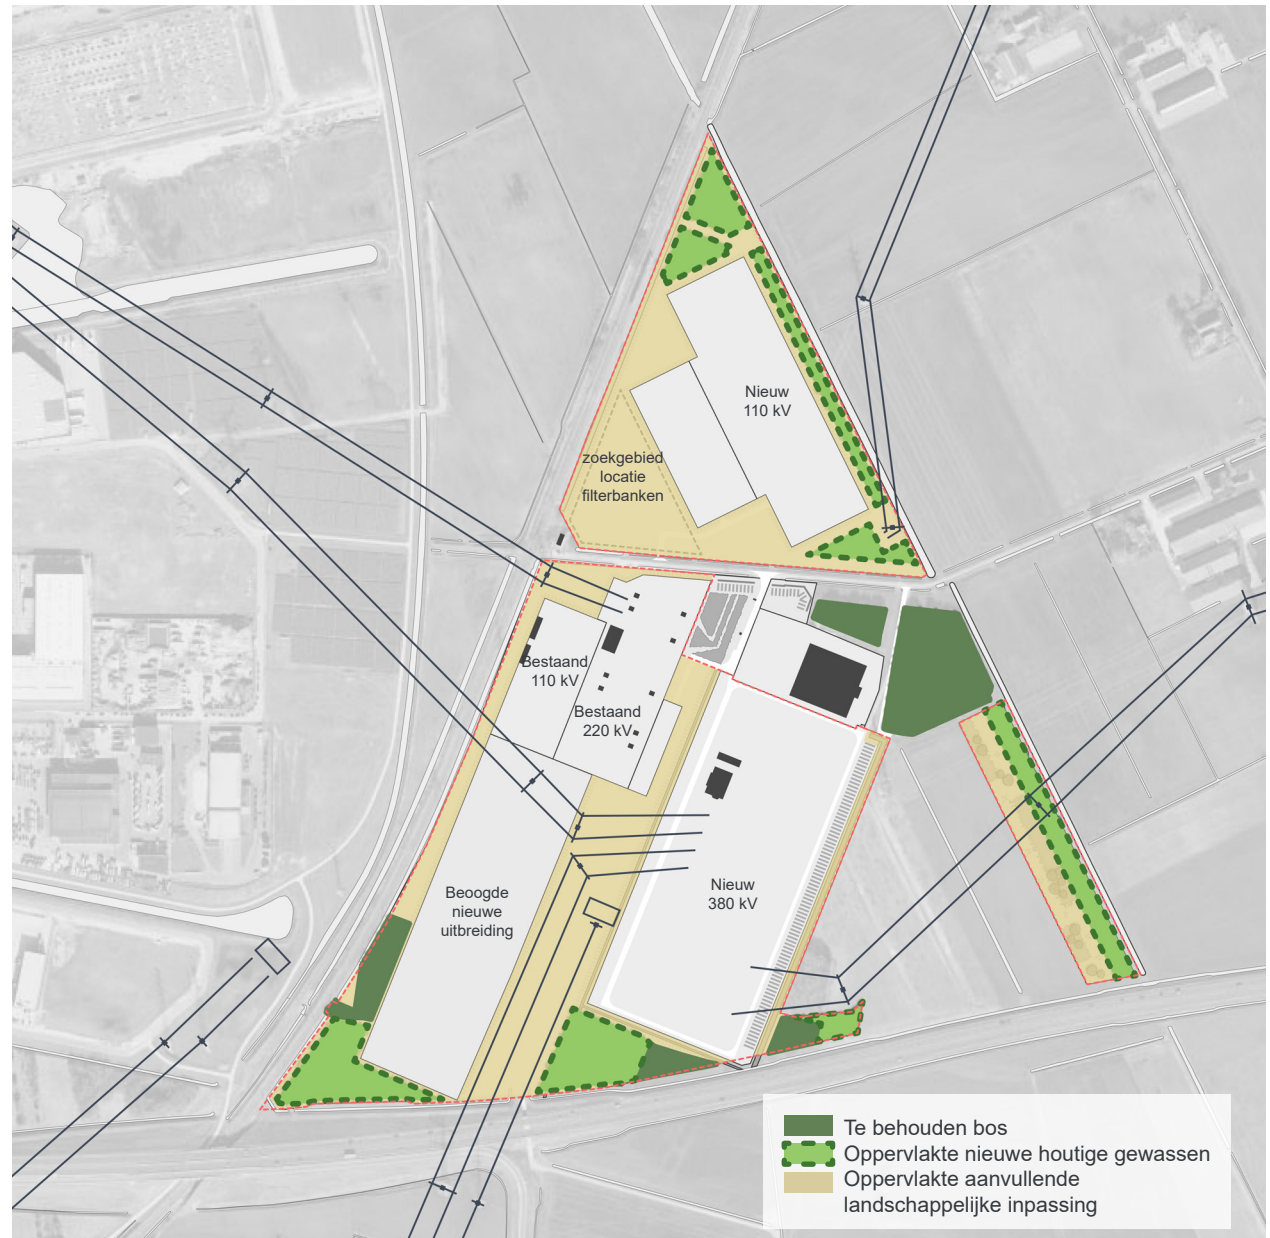 Nieuw
110 kV
zoekgebied
locatie
filterbanken
Bestaand
110 kV
Bestaand
220 kV
Beoogde
nieuwe
uitbreiding
Nieuw
380 kV
Te behouden bos
Oppervlakte nieuwe houtige gewassen
Oppervlakte aanvullende
landschappelijke inpassing